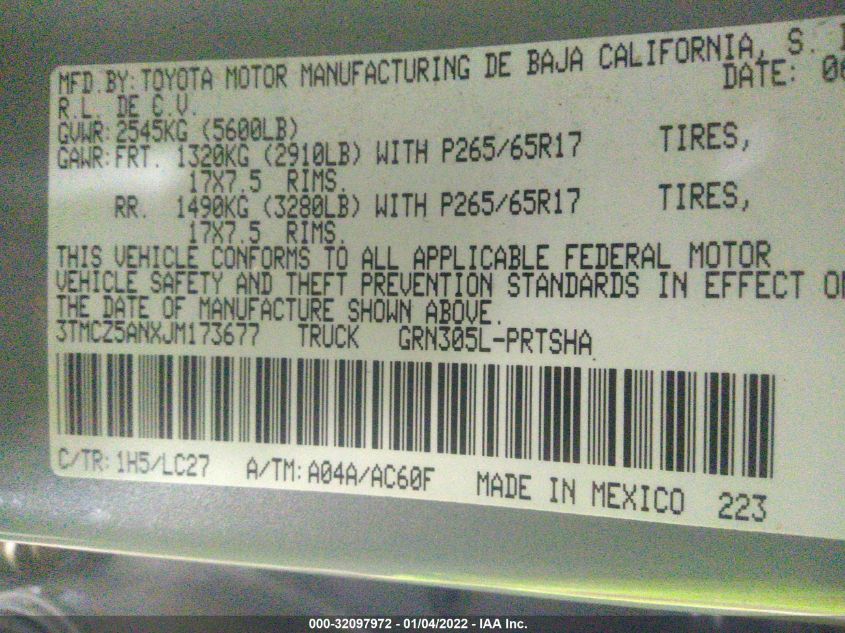 MFD.BY:TOYOTA MOTOR MANUFACTURING DE BAJA CALIFORNIA, S.
DATE:
R.L. DE C.V.
GVWR:2545KG (5600LB)
GAWR:FRT. 1320KG (2910LB) WITH P265/65R17 TIRES,
17X7.5 RIMS.
RR. 1490KG (3280LB) WITH P265/65R17 TIRES,
17X7.5 RIMS.
THIS VEHICLE CONFORMS TO ALL APPLICABLE FEDERAL MOTOR
VEHICLE SAFETY AND THEFT PREVENTION STANDARDS IN EFFECT
THE DATE OF MANUFACTURE SHOWN ABOVE.
3TMCZ5ANXJM173677 TRUCK GRN305L-PRTSHA
C/TR:1H5/LC27 A/TM:A04A/AC60F MADE IN MEXICO 223
000-32097972 - 01/04/2022 - IAA Inc.